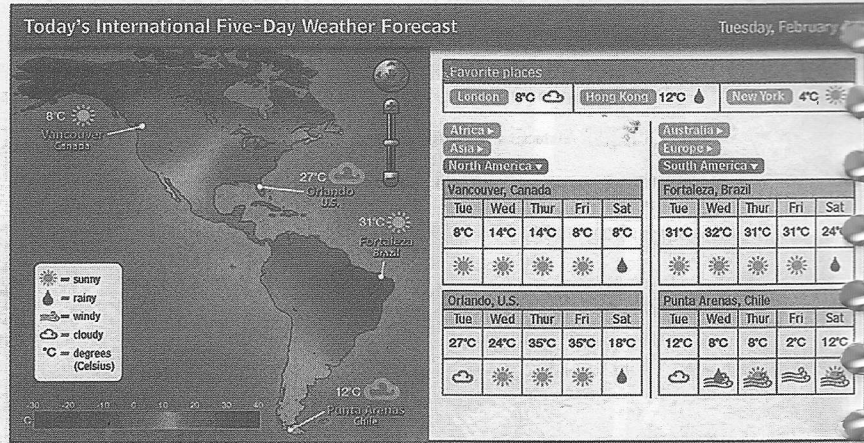 Today's International Five-Day Weather Forecast
Tuesday, February
8°C
Vancouver
Canada
27°C
Orlando
U.S.
31°C
Fortaleza
Brazil
12°C
Punta Arenas
Chile
= sunny
= rainy
= windy
= cloudy
°C = degrees
(Celsius)
-30 -20 -10 0 10 20 30 40
°C
Favorite places
London 8°C Hong Kong 12°C New York 4°C
Africa ▸
Asia ▸
North America ▾
Australia ▸
Europe ▸
South America ▾
Vancouver, Canada
Tue Wed Thur Fri Sat
8°C 14°C 14°C 8°C 8°C
Fortaleza, Brazil
Tue Wed Thur Fri Sat
31°C 32°C 31°C 31°C 24°C
Orlando, U.S.
Tue Wed Thur Fri Sat
27°C 24°C 35°C 35°C 18°C
Punta Arenas, Chile
Tue Wed Thur Fri Sat
12°C 8°C 8°C 2°C 12°C